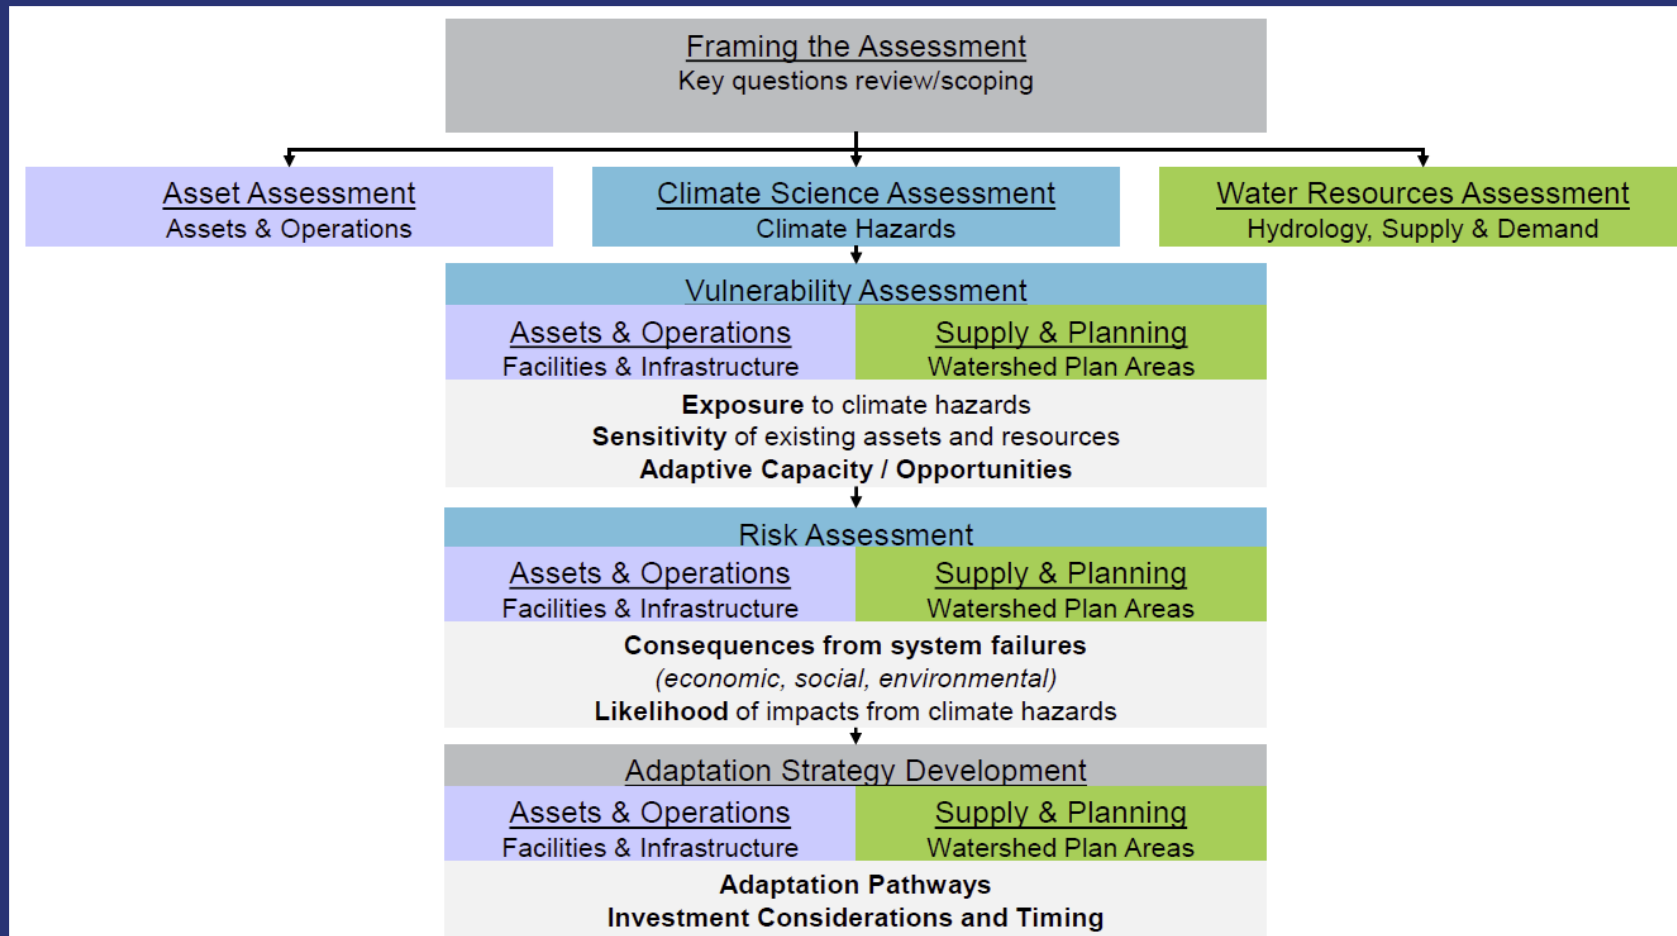 Framing the Assessment
Key questions review/scoping
Asset Assessment
Assets & Operations
Climate Science Assessment
Climate Hazards
Water Resources Assessment
Hydrology, Supply & Demand
Vulnerability Assessment
Assets & Operations
Facilities & Infrastructure
Supply & Planning
Watershed Plan Areas
Exposure to climate hazards
Sensitivity of existing assets and resources
Adaptive Capacity / Opportunities
Risk Assessment
Assets & Operations
Facilities & Infrastructure
Supply & Planning
Watershed Plan Areas
Consequences from system failures
(economic, social, environmental)
Likelihood of impacts from climate hazards
Adaptation Strategy Development
Assets & Operations
Facilities & Infrastructure
Supply & Planning
Watershed Plan Areas
Adaptation Pathways
Investment Considerations and Timing